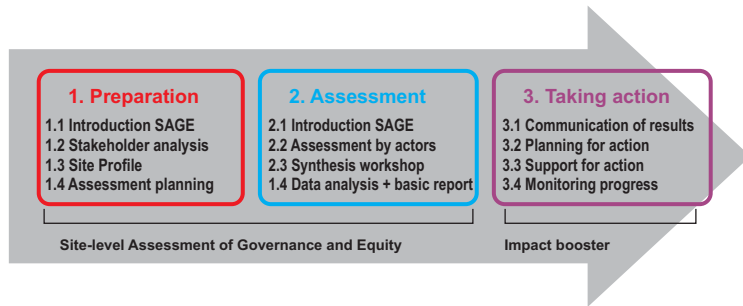 1. Preparation
1.1 Introduction SAGE
1.2 Stakeholder analysis
1.3 Site Profile
1.4 Assessment planning
2. Assessment
2.1 Introduction SAGE
2.2 Assessment by actors
2.3 Synthesis workshop
1.4 Data analysis + basic report
3. Taking action
3.1 Communication of results
3.2 Planning for action
3.3 Support for action
3.4 Monitoring progress
Site-level Assessment of Governance and Equity
Impact booster